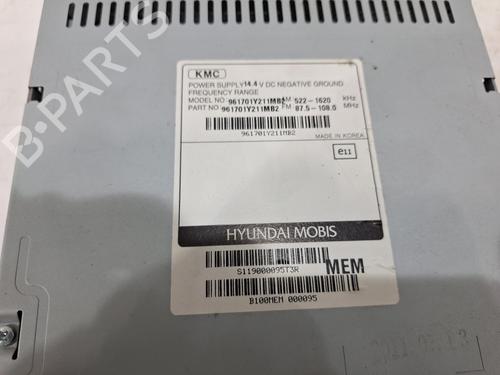 B-PARTS
KMC
POWER SUPPLY 14.4 V DC NEGATIVE GROUND
FREQUENCY RANGE
MODEL NO 961701Y211MB2 AM 522-1620 kHz
PART NO 961701Y211MB2 FM 87.5-108.0 MHz
961701Y211MB2
MADE IN KOREA
e11
HYUNDAI MOBIS
S119000095T3R
MEM
B100MEM 000095